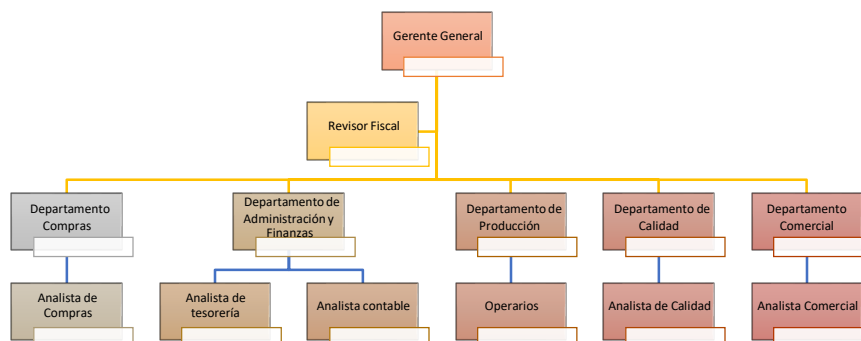 Gerente General
Revisor Fiscal
Departamento
Compras
Departamento de
Administración y
Finanzas
Departamento de
Producción
Departamento de
Calidad
Departamento
Comercial
Analista de
Compras
Analista de
tesorería
Analista contable
Operarios
Analista de Calidad
Analista Comercial